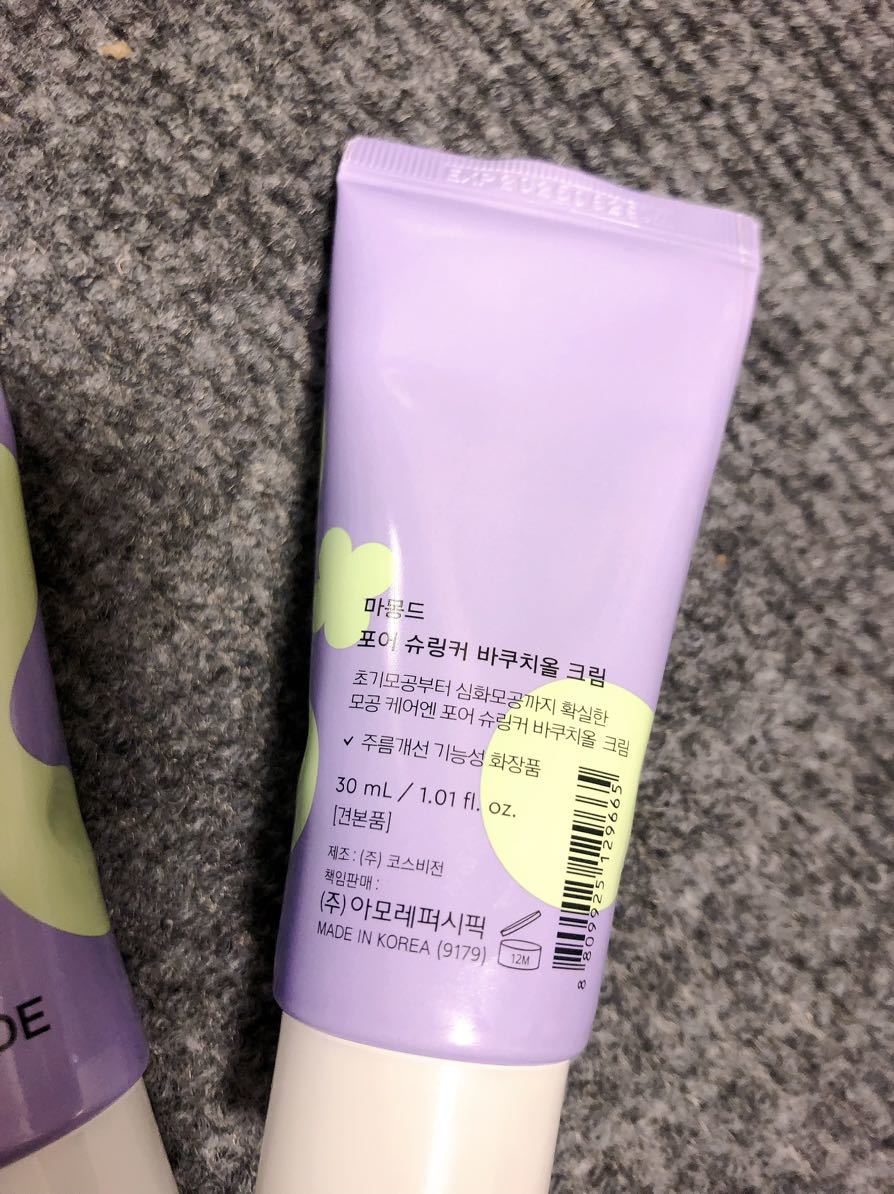 마몽드
포어 슈링커 바쿠치올 크림
초기모공부터 심화모공까지 확실한
모공 케어엔 포어 슈링커 바쿠치올 크림
✓ 주름개선 기능성 화장품
30 mL / 1.01 fl. oz.
[견본품]
제조 : (주) 코스비전
책임판매 :
(주)아모레퍼시픽
MADE IN KOREA (9179)
12M
8 809925 129665
DE